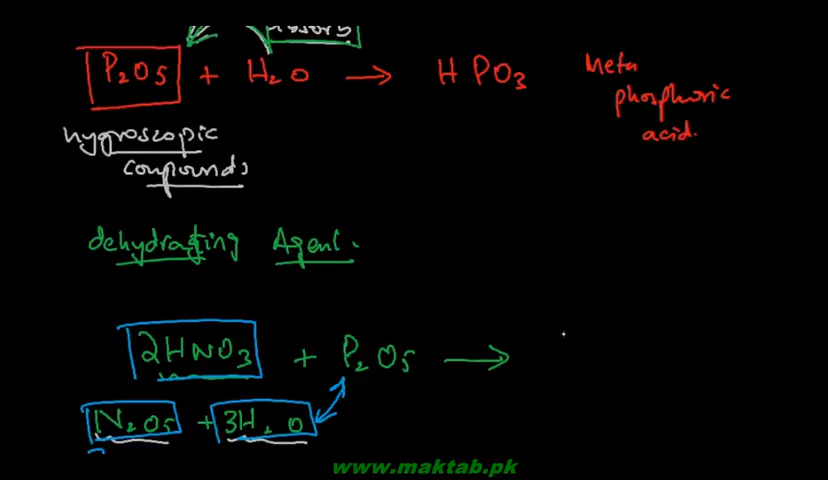 P₂O₅ + H₂O → HPO₃ Meta
phosphoric
acid.
hygroscopic
compounds
dehydrating Agent.
2HNO₃ + P₂O₅ →
N₂O₅ + 3H₂O
www.maktab.pk